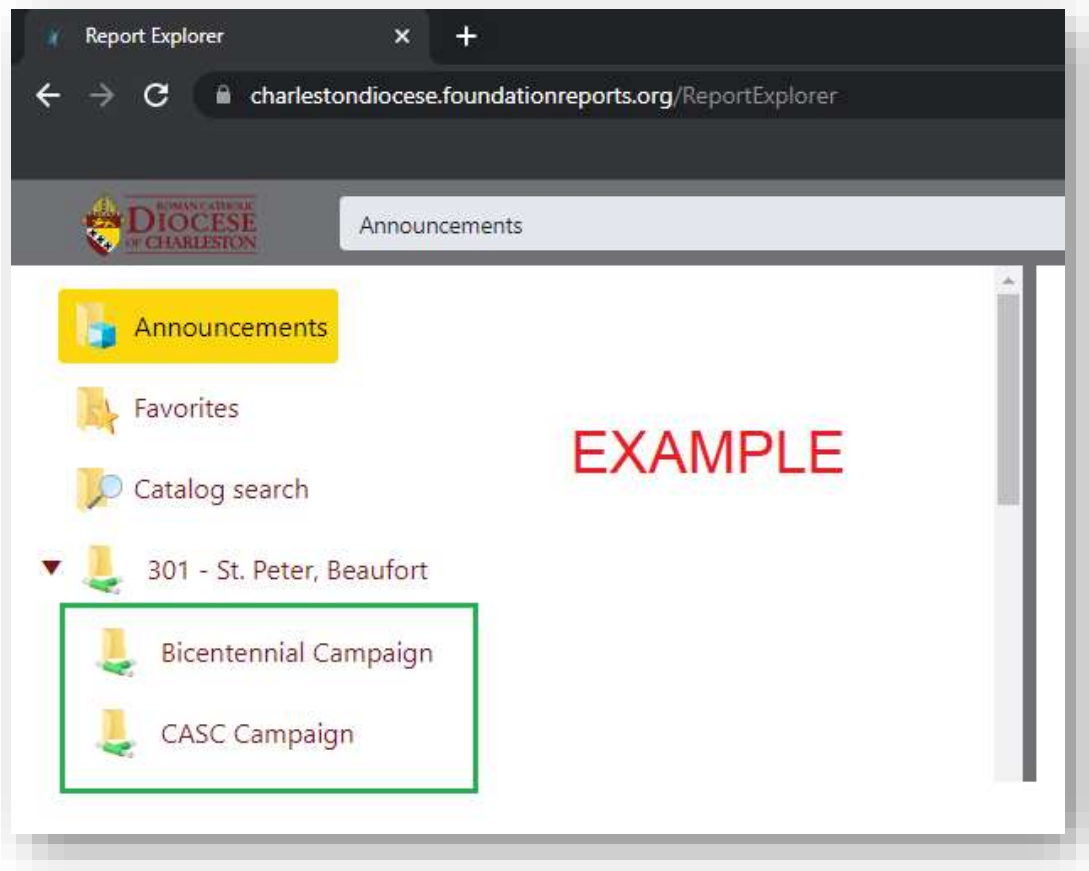 Report Explorer
charlestondiocese.foundationreports.org/ReportExplorer
ROMAN CATHOLIC
DIOCESE
OF CHARLESTON
Announcements
Announcements
Favorites
EXAMPLE
Catalog search
301 - St. Peter, Beaufort
Bicentennial Campaign
CASC Campaign